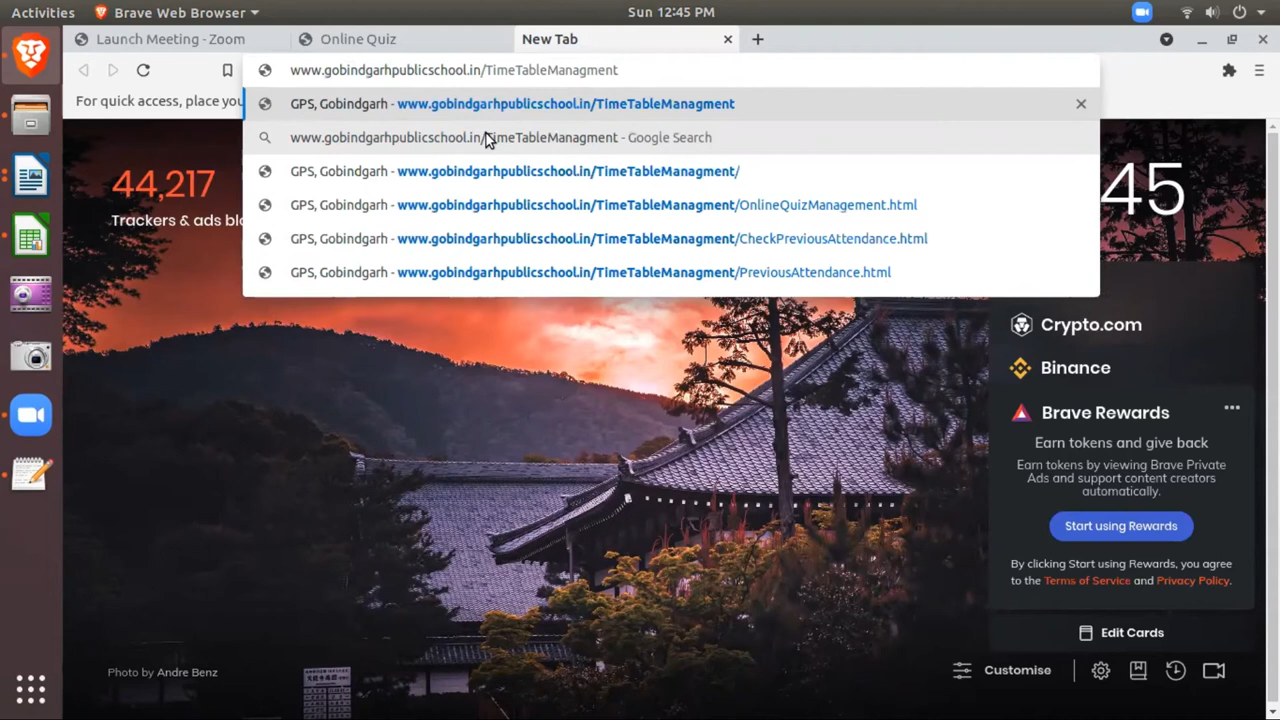 Activities
Brave Web Browser
Sun 12:45 PM
Launch Meeting - Zoom
Online Quiz
New Tab
www.gobindgarhpublicschool.in/TimeTableManagment
For quick access, place you
GPS, Gobindgarh - www.gobindgarhpublicschool.in/TimeTableManagment
www.gobindgarhpublicschool.in/TimeTableManagment - Google Search
GPS, Gobindgarh - www.gobindgarhpublicschool.in/TimeTableManagment/
GPS, Gobindgarh - www.gobindgarhpublicschool.in/TimeTableManagment/OnlineQuizManagement.html
GPS, Gobindgarh - www.gobindgarhpublicschool.in/TimeTableManagment/CheckPreviousAttendance.html
GPS, Gobindgarh - www.gobindgarhpublicschool.in/TimeTableManagment/PreviousAttendance.html
44,217
Trackers & ads blo
45
Crypto.com
Binance
Brave Rewards
Earn tokens and give back
Earn tokens by viewing Brave Private
Ads and support content creators
automatically.
Start using Rewards
By clicking Start using Rewards, you agree
to the Terms of Service and Privacy Policy.
Edit Cards
Photo by Andre Benz
Customise